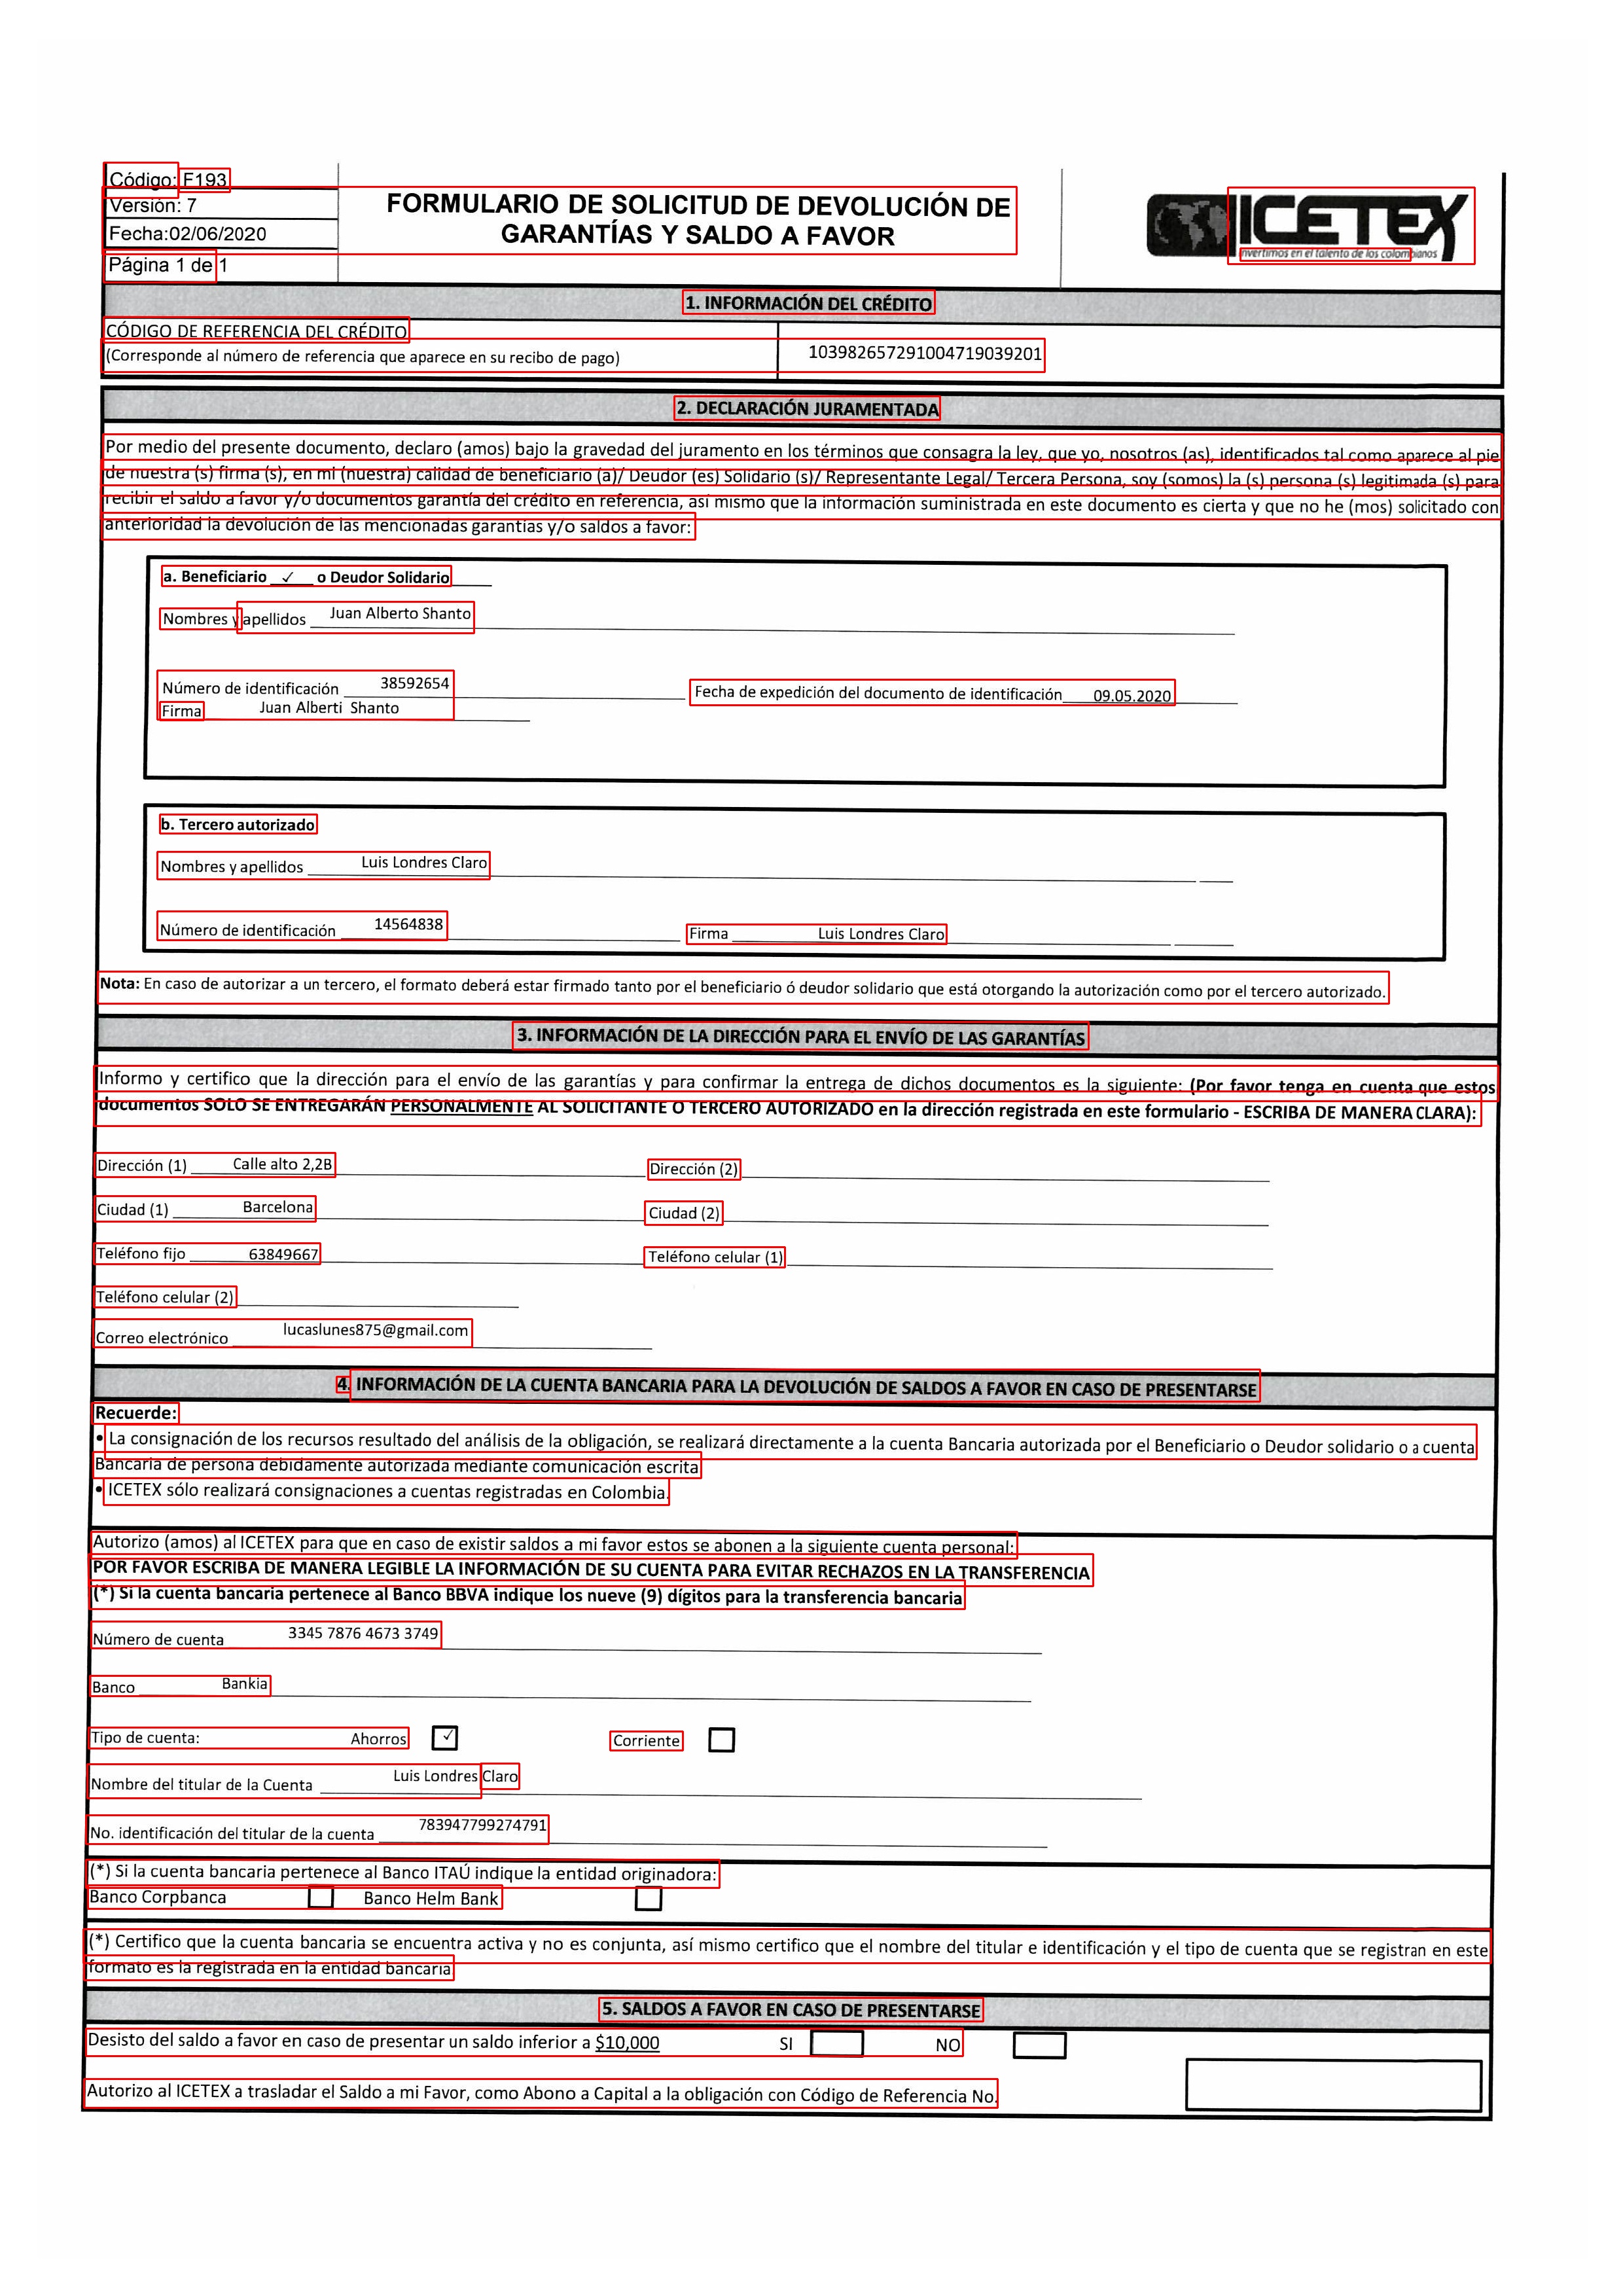 Código: F193
Versión: 7
Fecha:02/06/2020
Página 1 de 1
FORMULARIO DE SOLICITUD DE DEVOLUCIÓN DE
GARANTÍAS Y SALDO A FAVOR
ICETEX
nvertimos en el talento de los colombianos
1. INFORMACIÓN DEL CRÉDITO
CÓDIGO DE REFERENCIA DEL CRÉDITO
(Corresponde al número de referencia que aparece en su recibo de pago) 103982657291004719039201
2. DECLARACIÓN JURAMENTADA
Por medio del presente documento, declaro (amos) bajo la gravedad del juramento en los términos que consagra la ley, que yo, nosotros (as), identificados tal como aparece al pie
de nuestra (s) firma (s), en mi (nuestra) calidad de beneficiario (a)/ Deudor (es) Solidario (s)/ Representante Legal/ Tercera Persona, soy (somos) la (s) persona (s) legitimada (s) para
recibir el saldo a favor y/o documentos garantía del crédito en referencia, así mismo que la información suministrada en este documento es cierta y que no he (mos) solicitado con
anterioridad la devolución de las mencionadas garantías y/o saldos a favor:
a. Beneficiario ✓ o Deudor Solidario
Nombres y apellidos Juan Alberto Shanto
Número de identificación 38592654 Fecha de expedición del documento de identificación 09.05.2020
Firma Juan Alberti Shanto
b. Tercero autorizado
Nombres y apellidos Luis Londres Claro
Número de identificación 14564838 Firma Luis Londres Claro
Nota: En caso de autorizar a un tercero, el formato deberá estar firmado tanto por el beneficiario ó deudor solidario que está otorgando la autorización como por el tercero autorizado.
3. INFORMACIÓN DE LA DIRECCIÓN PARA EL ENVÍO DE LAS GARANTÍAS
Informo y certifico que la dirección para el envío de las garantías y para confirmar la entrega de dichos documentos es la siguiente: (Por favor tenga en cuenta que estos
documentos SOLO SE ENTREGARÁN PERSONALMENTE AL SOLICITANTE O TERCERO AUTORIZADO en la dirección registrada en este formulario - ESCRIBA DE MANERA CLARA):
Dirección (1) Calle alto 2,2B Dirección (2)
Ciudad (1) Barcelona Ciudad (2)
Teléfono fijo 63849667 Teléfono celular (1)
Teléfono celular (2)
Correo electrónico lucaslunes875@gmail.com
4. INFORMACIÓN DE LA CUENTA BANCARIA PARA LA DEVOLUCIÓN DE SALDOS A FAVOR EN CASO DE PRESENTARSE
Recuerde:
• La consignación de los recursos resultado del análisis de la obligación, se realizará directamente a la cuenta Bancaria autorizada por el Beneficiario o Deudor solidario o a cuenta
Bancaria de persona debidamente autorizada mediante comunicación escrita
• ICETEX sólo realizará consignaciones a cuentas registradas en Colombia.
Autorizo (amos) al ICETEX para que en caso de existir saldos a mi favor estos se abonen a la siguiente cuenta personal:
POR FAVOR ESCRIBA DE MANERA LEGIBLE LA INFORMACIÓN DE SU CUENTA PARA EVITAR RECHAZOS EN LA TRANSFERENCIA
(*) Si la cuenta bancaria pertenece al Banco BBVA indique los nueve (9) dígitos para la transferencia bancaria
Número de cuenta 3345 7876 4673 3749
Banco Bankia
Tipo de cuenta: Ahorros ✓ Corriente
Nombre del titular de la Cuenta Luis Londres Claro
No. identificación del titular de la cuenta 783947799274791
(*) Si la cuenta bancaria pertenece al Banco ITAÚ indique la entidad originadora:
Banco Corpbanca Banco Helm Bank
(*) Certifico que la cuenta bancaria se encuentra activa y no es conjunta, así mismo certifico que el nombre del titular e identificación y el tipo de cuenta que se registran en este
formato es la registrada en la entidad bancaria
5. SALDOS A FAVOR EN CASO DE PRESENTARSE
Desisto del saldo a favor en caso de presentar un saldo inferior a $10,000 SI NO
Autorizo al ICETEX a trasladar el Saldo a mi Favor, como Abono a Capital a la obligación con Código de Referencia No.